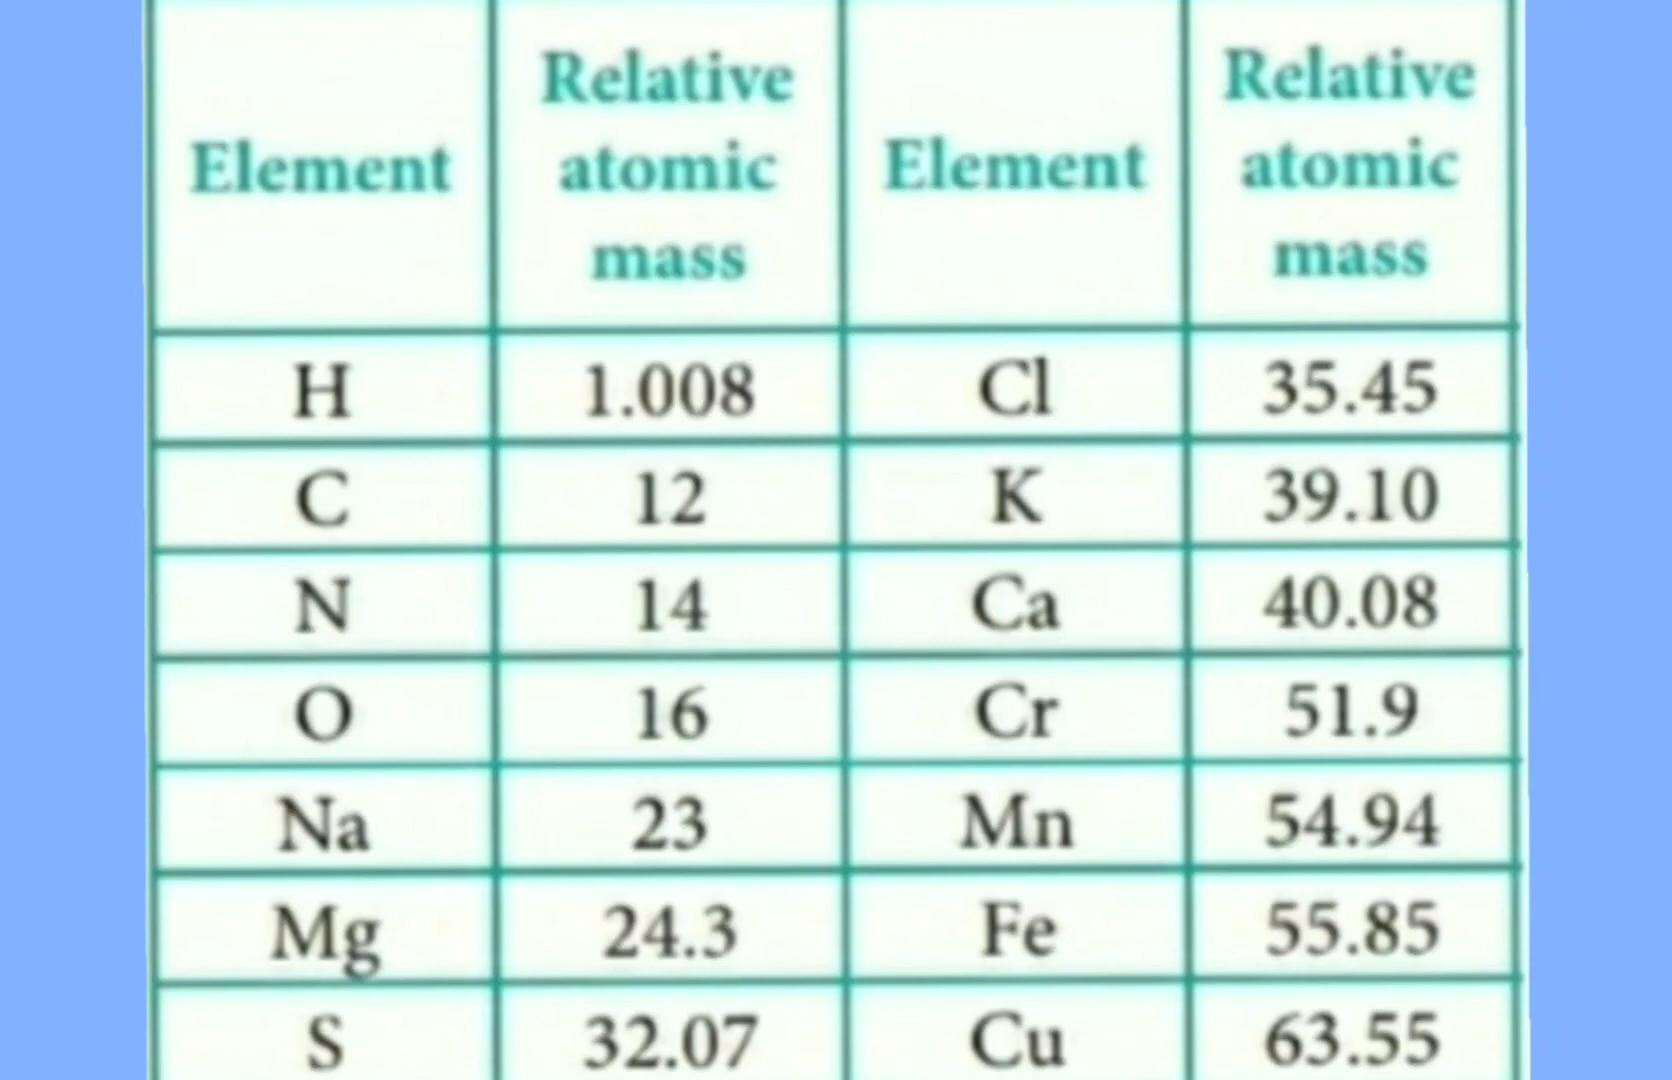 Element Relative atomic mass Element Relative atomic mass
H 1.008 Cl 35.45
C 12 K 39.10
N 14 Ca 40.08
O 16 Cr 51.9
Na 23 Mn 54.94
Mg 24.3 Fe 55.85
S 32.07 Cu 63.55